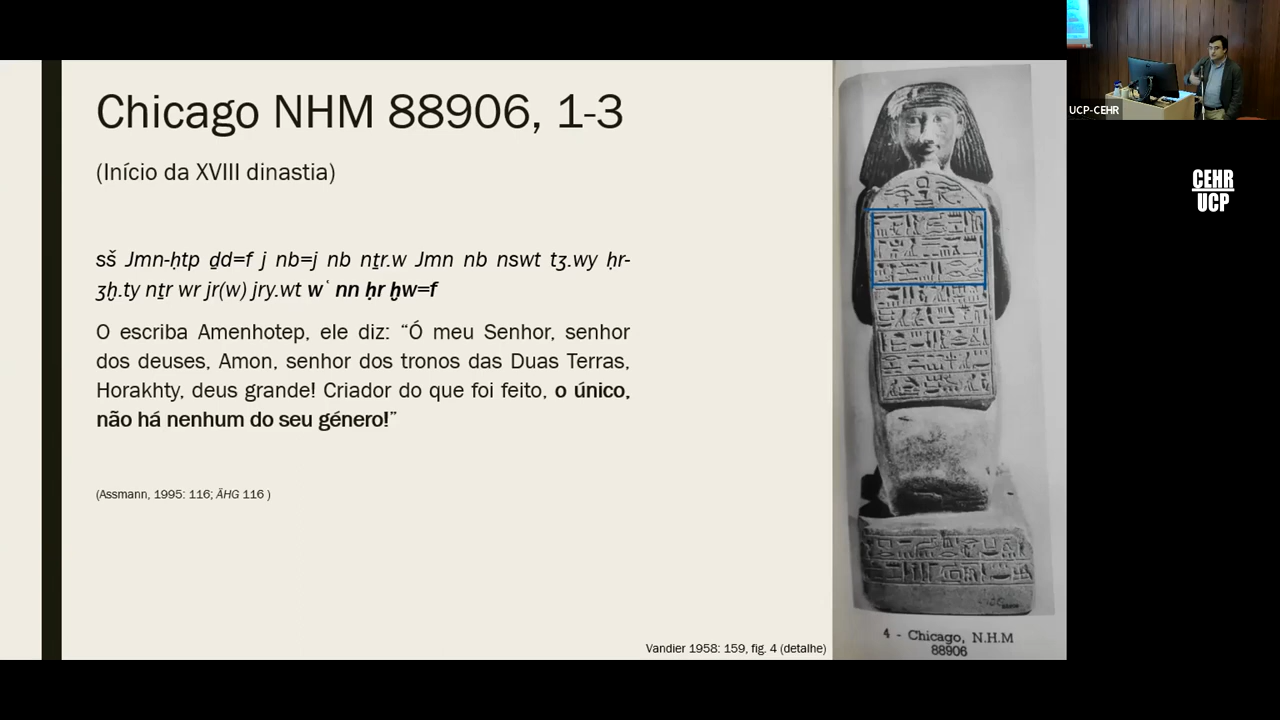 Chicago NHM 88906, 1-3
(Início da XVIII dinastia)
sš Jmn-ḥtp ḏd=f j nb=j nb nṯr.w Jmn nb nswt tꜣ.wy ḥr-
ꜣḫ.ty nṯr wr jr(w) jry.wt wꜥ nn ḥr ḫw=f
O escriba Amenhotep, ele diz: “Ó meu Senhor, senhor
dos deuses, Amon, senhor dos tronos das Duas Terras,
Horakhty, deus grande! Criador do que foi feito, o único,
não há nenhum do seu género!”
(Assmann, 1995: 116; ÄHG 116 )
Vandier 1958: 159, fig. 4 (detalhe)
4 - Chicago, N.H.M
88906
UCP-CEHR
CEHR
UCP